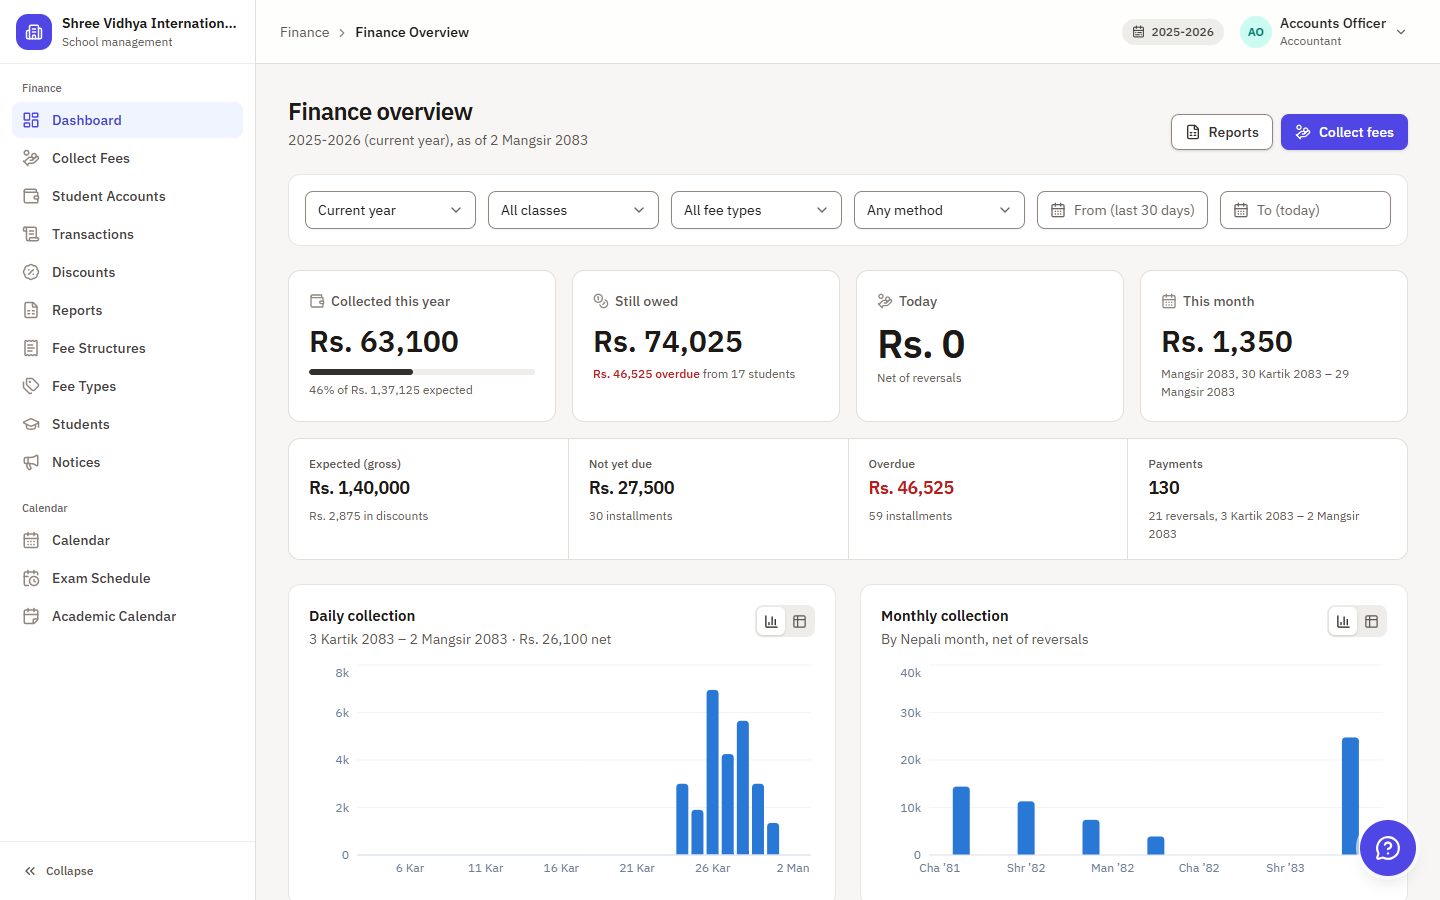 Shree Vidhya Internation...
School management
Finance
Dashboard
Collect Fees
Student Accounts
Transactions
Discounts
Reports
Fee Structures
Fee Types
Students
Notices
Calendar
Calendar
Exam Schedule
Academic Calendar
Collapse
Finance > Finance Overview
2025-2026
AO
Accounts Officer
Accountant
Finance overview
2025-2026 (current year), as of 2 Mangsir 2083
Reports
Collect fees
Current year
All classes
All fee types
Any method
From (last 30 days)
To (today)
Collected this year
Rs. 63,100
46% of Rs. 1,37,125 expected
Still owed
Rs. 74,025
Rs. 46,525 overdue from 17 students
Today
Rs. 0
Net of reversals
This month
Rs. 1,350
Mangsir 2083, 30 Kartik 2083 – 29
Mangsir 2083
Expected (gross)
Rs. 1,40,000
Rs. 2,875 in discounts
Not yet due
Rs. 27,500
30 installments
Overdue
Rs. 46,525
59 installments
Payments
130
21 reversals, 3 Kartik 2083 – 2 Mangsir
2083
Daily collection
3 Kartik 2083 – 2 Mangsir 2083 · Rs. 26,100 net
8k
6k
4k
2k
0
6 Kar 11 Kar 16 Kar 21 Kar 26 Kar 2 Man
Monthly collection
By Nepali month, net of reversals
40k
30k
20k
10k
0
Cha '81 Shr '82 Man '82 Cha '82 Shr '83